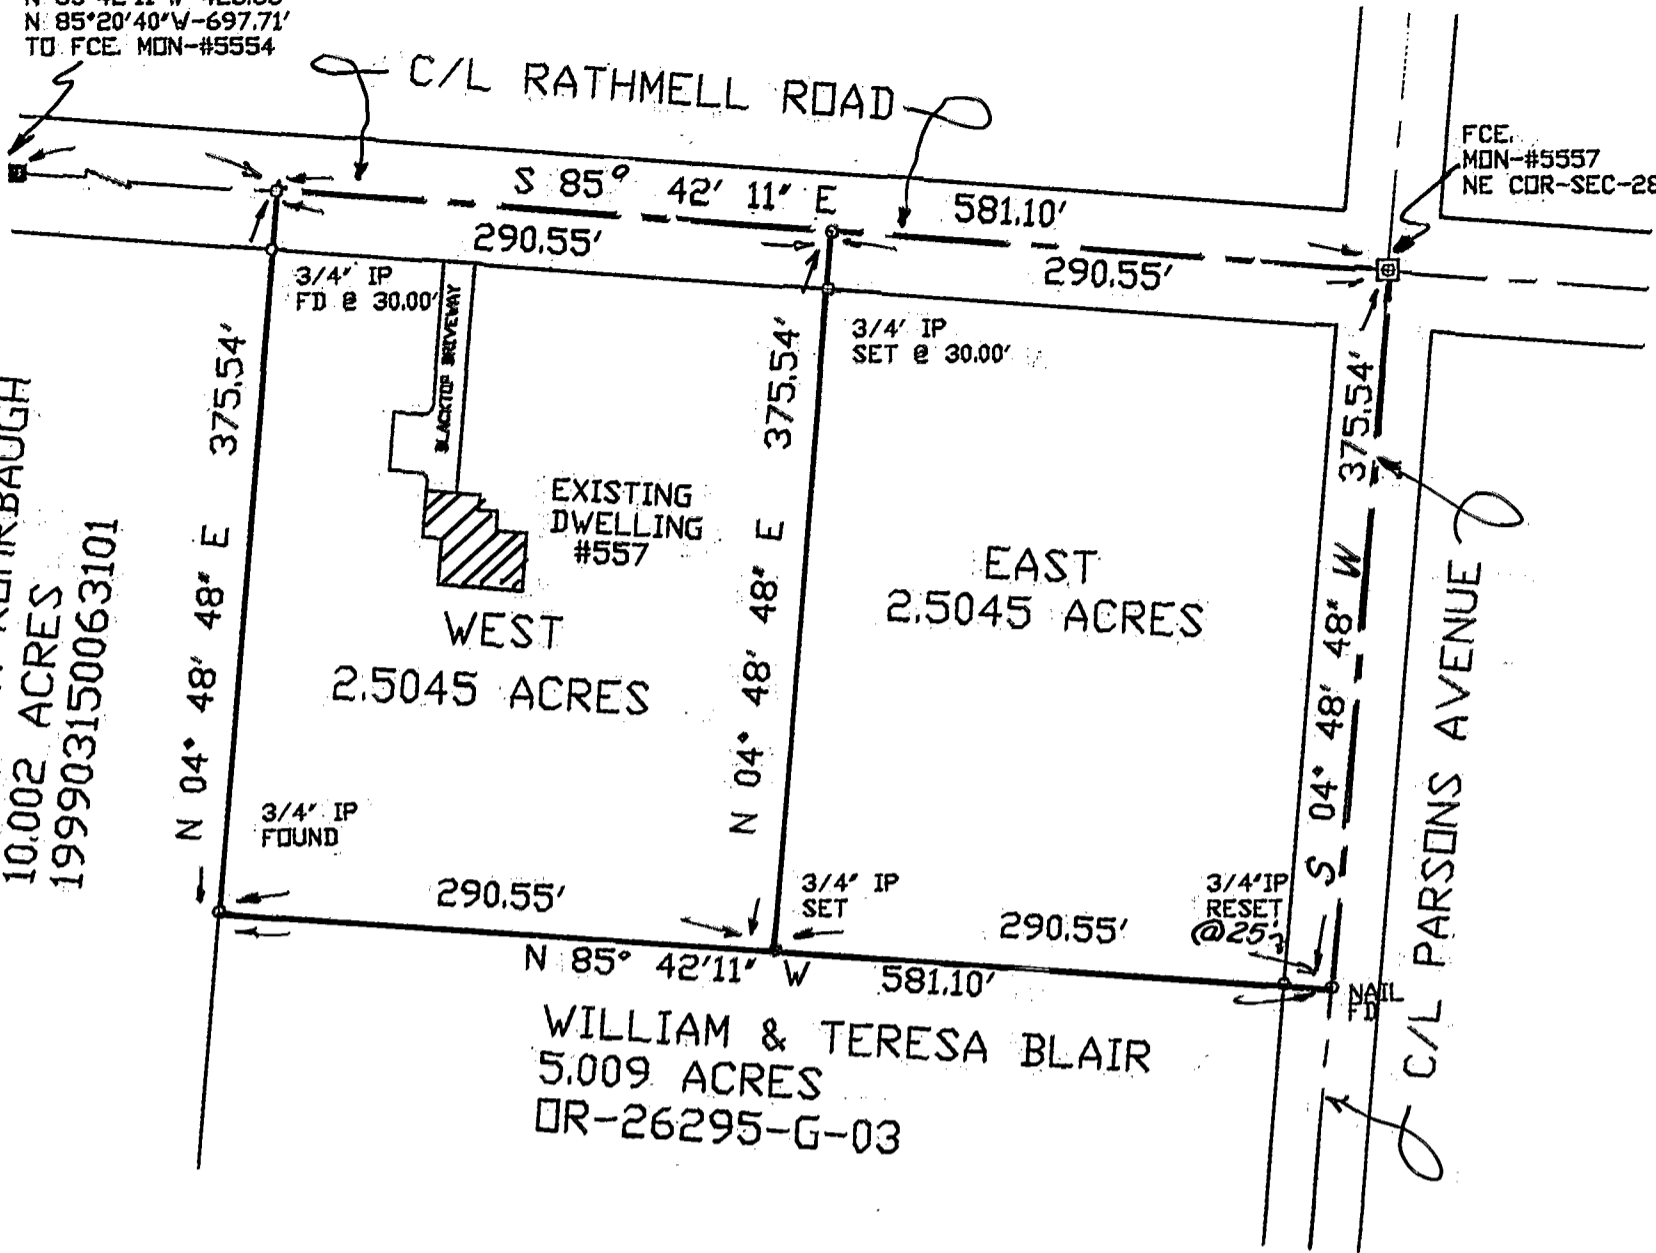 N 85°20'40"W-697.71'
TO FCE. MON-#5554
C/L RATHMELL ROAD
FCE.
MON-#5557
NE COR-SEC-28
S 85° 42' 11" E 581.10'
290.55'
290.55'
3/4" IP
FD @ 30.00'
3/4" IP
SET @ 30.00'
BLACKTOP DRIVEWAY
N 04° 48' 48" E 375.54'
N 04° 48' 48" E 375.54'
S 04° 48' 48" W 375.54'
EXISTING
DWELLING
#557
WEST
2.5045 ACRES
EAST
2.5045 ACRES
10.002 ACRES
199903150063101
C/L PARSONS AVENUE
3/4" IP
FOUND
3/4" IP
SET
3/4"IP
RESET
@25'
290.55'
290.55'
N 85° 42'11" W 581.10'
NAIL
FD
WILLIAM & TERESA BLAIR
5.009 ACRES
OR-26295-G-03